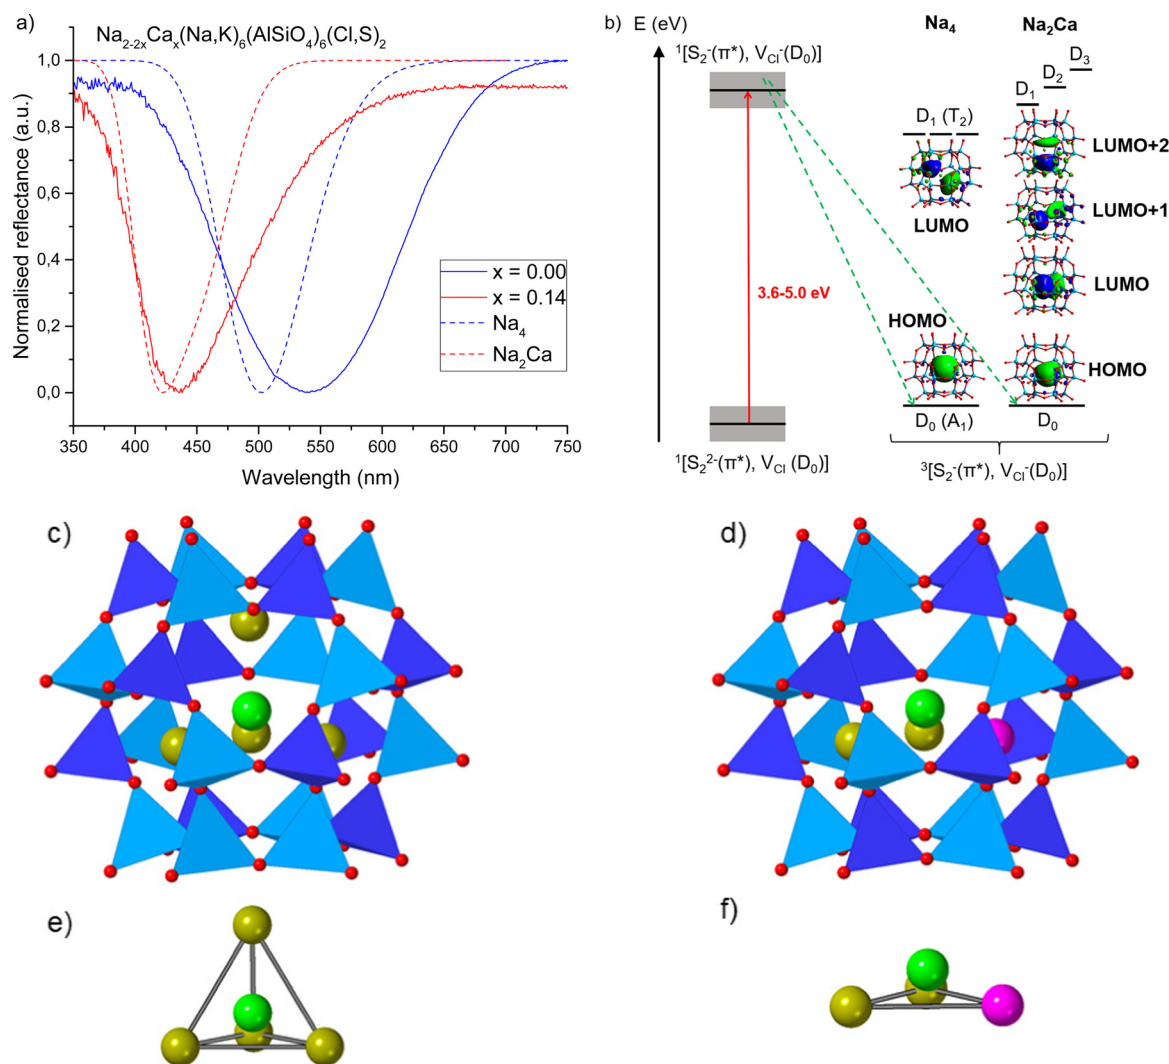 a)
Na₂₋₂ₓCaₓ(Na,K)₆(AlSiO₄)₆(Cl,S)₂
Normalised reflectance (a.u.)
1,0
0,8
0,6
0,4
0,2
0,0
x = 0.00
x = 0.14
Na₄
Na₂Ca
350 400 450 500 550 600 650 700 750
Wavelength (nm)
b)
E (eV)
¹[S₂⁻(π*), V_Cl⁻(D₀)]
3.6-5.0 eV
¹[S₂²⁻(π*), V_Cl (D₀)]
Na₄
D₁ (T₂)
LUMO
HOMO
D₀ (A₁)
Na₂Ca
D₃
D₂
D₁
LUMO+2
LUMO+1
LUMO
HOMO
D₀
³[S₂⁻(π*), V_Cl⁻(D₀)]
c)
d)
e)
f)